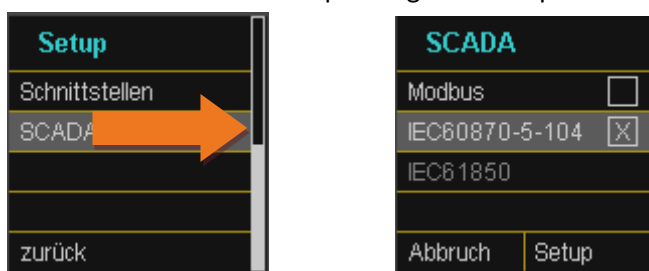 Setup
Schnittstellen
SCADA
zurück
SCADA
Modbus
IEC60870-5-104 X
IEC61850
Abbruch Setup